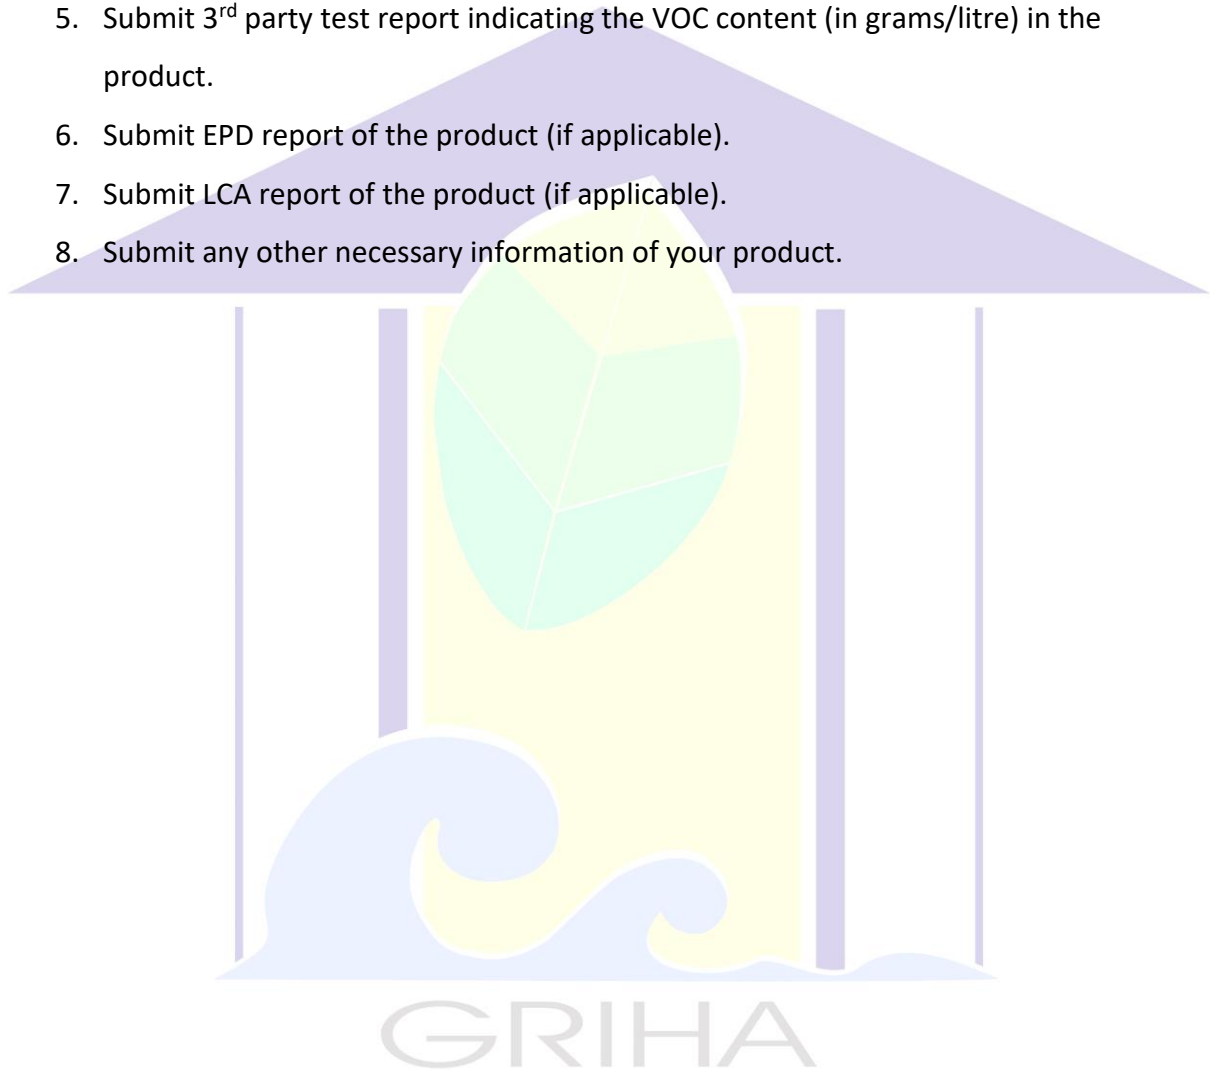 5. Submit 3rd party test report indicating the VOC content (in grams/litre) in the
product.
6. Submit EPD report of the product (if applicable).
7. Submit LCA report of the product (if applicable).
8. Submit any other necessary information of your product.
GRIHA